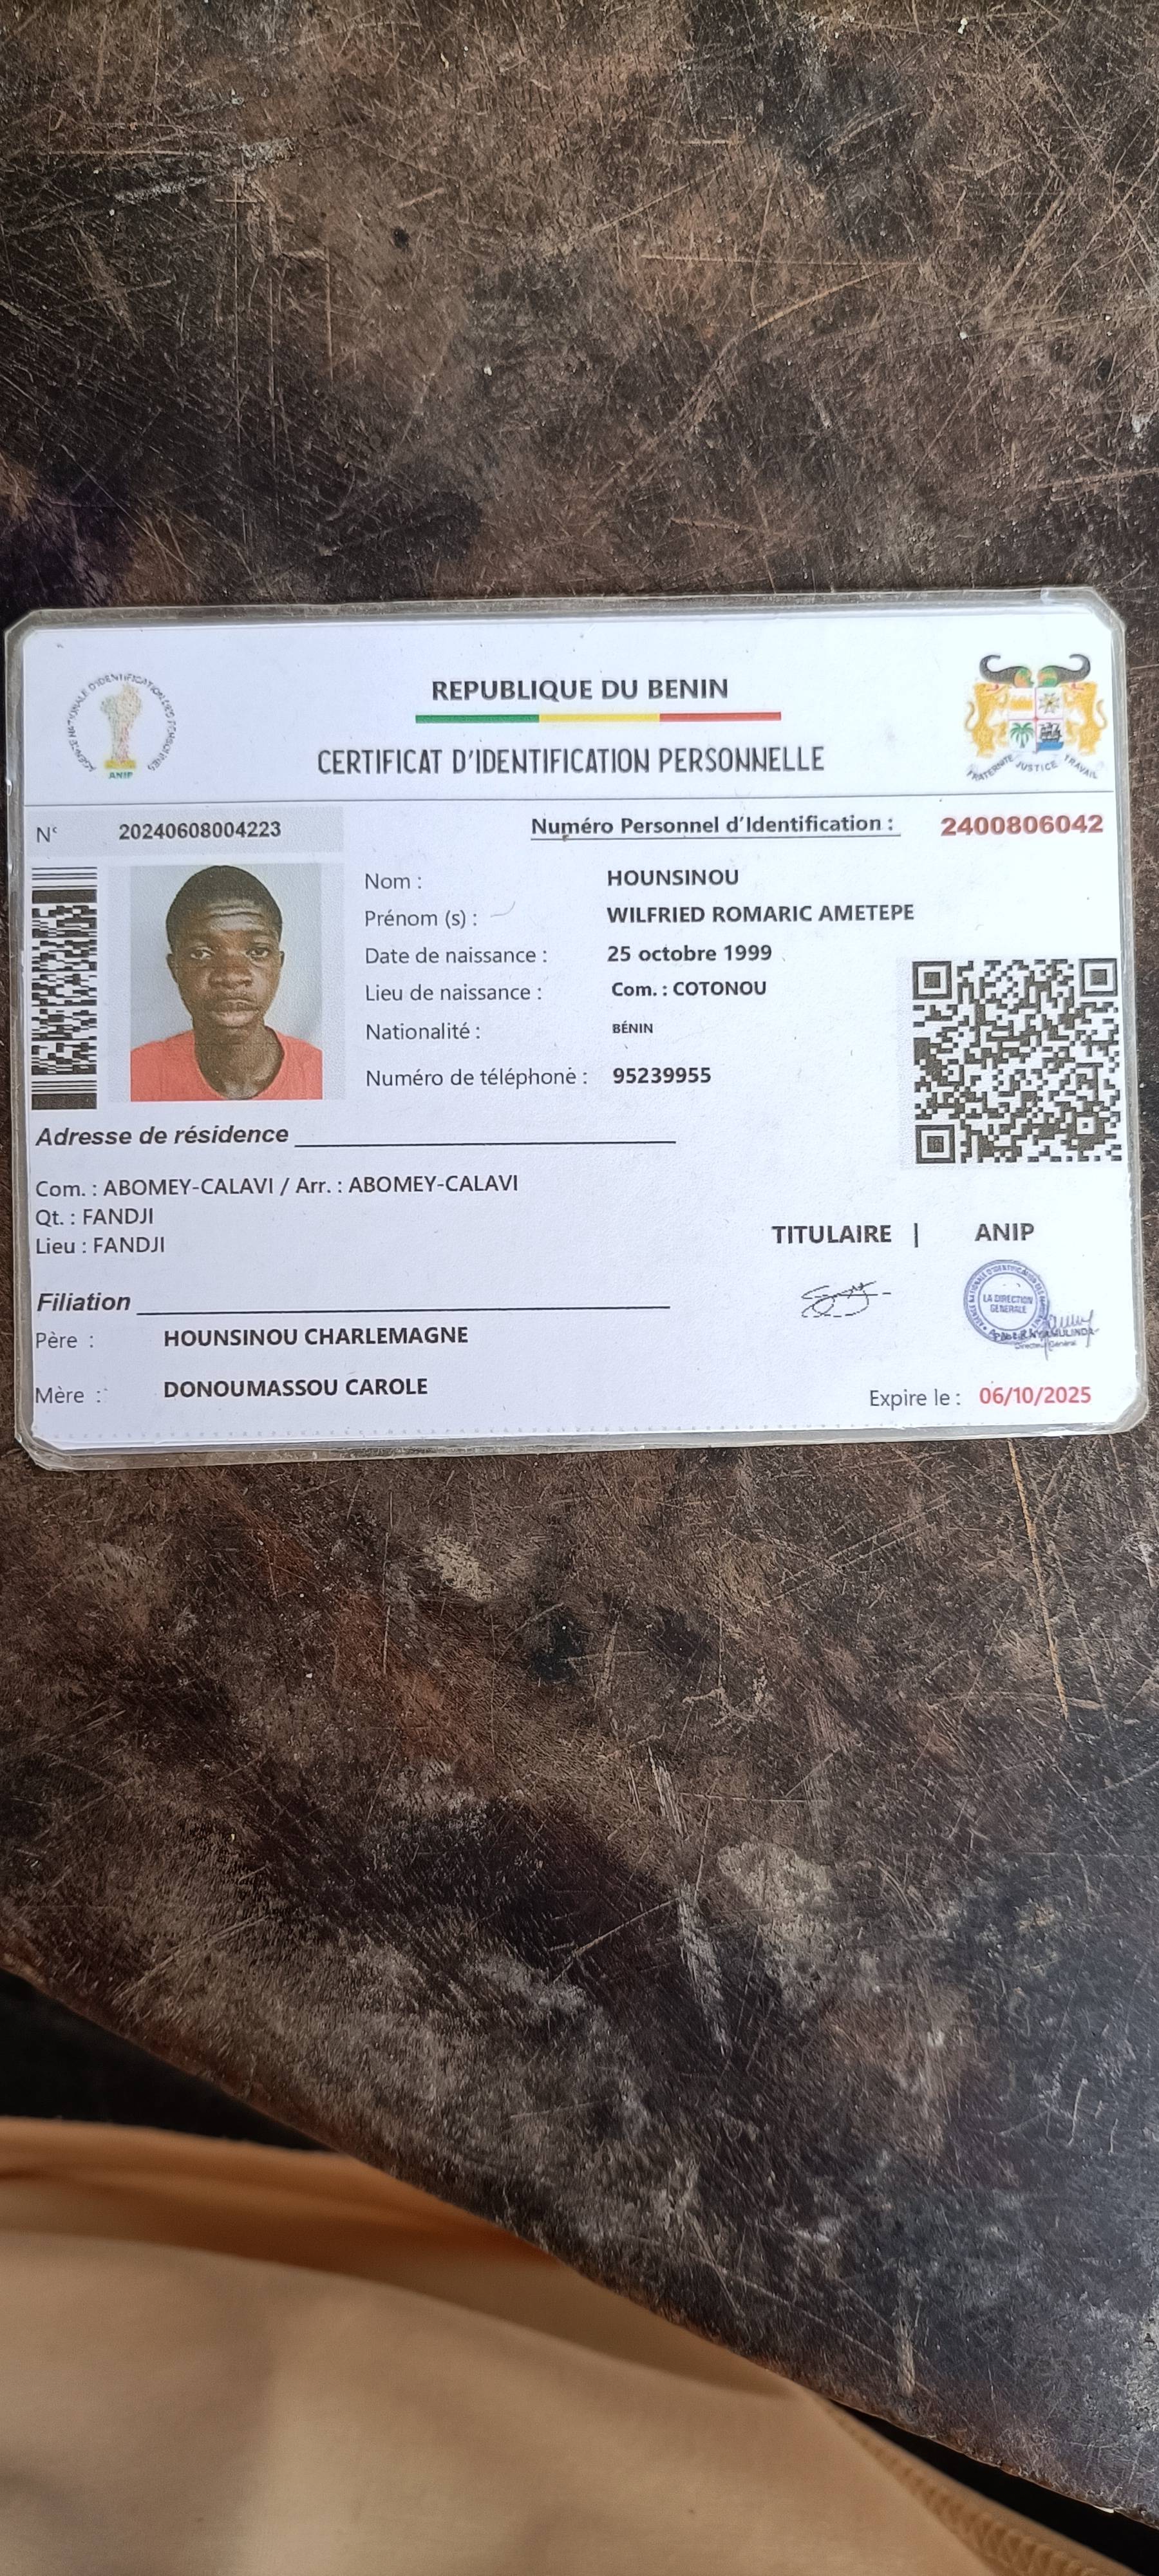 REPUBLIQUE DU BENIN
AGENCE NATIONALE D'IDENTIFICATION DES PERSONNES
ANIP
CERTIFICAT D'IDENTIFICATION PERSONNELLE
FRATERNITE JUSTICE TRAVAIL
N° 20240608004223
Numéro Personnel d'Identification : 2400806042
Nom : HOUNSINOU
Prénom (s) : WILFRIED ROMARIC AMETEPE
Date de naissance : 25 octobre 1999
Lieu de naissance : Com. : COTONOU
Nationalité : BÉNIN
Numéro de téléphone : 95239955
Adresse de résidence
Com. : ABOMEY-CALAVI / Arr. : ABOMEY-CALAVI
Qt. : FANDJI
Lieu : FANDJI
TITULAIRE | ANIP
LA DIRECTION
GENERALE
Directeur Général
Filiation
Père : HOUNSINOU CHARLEMAGNE
Mère : DONOUMASSOU CAROLE
Expire le : 06/10/2025